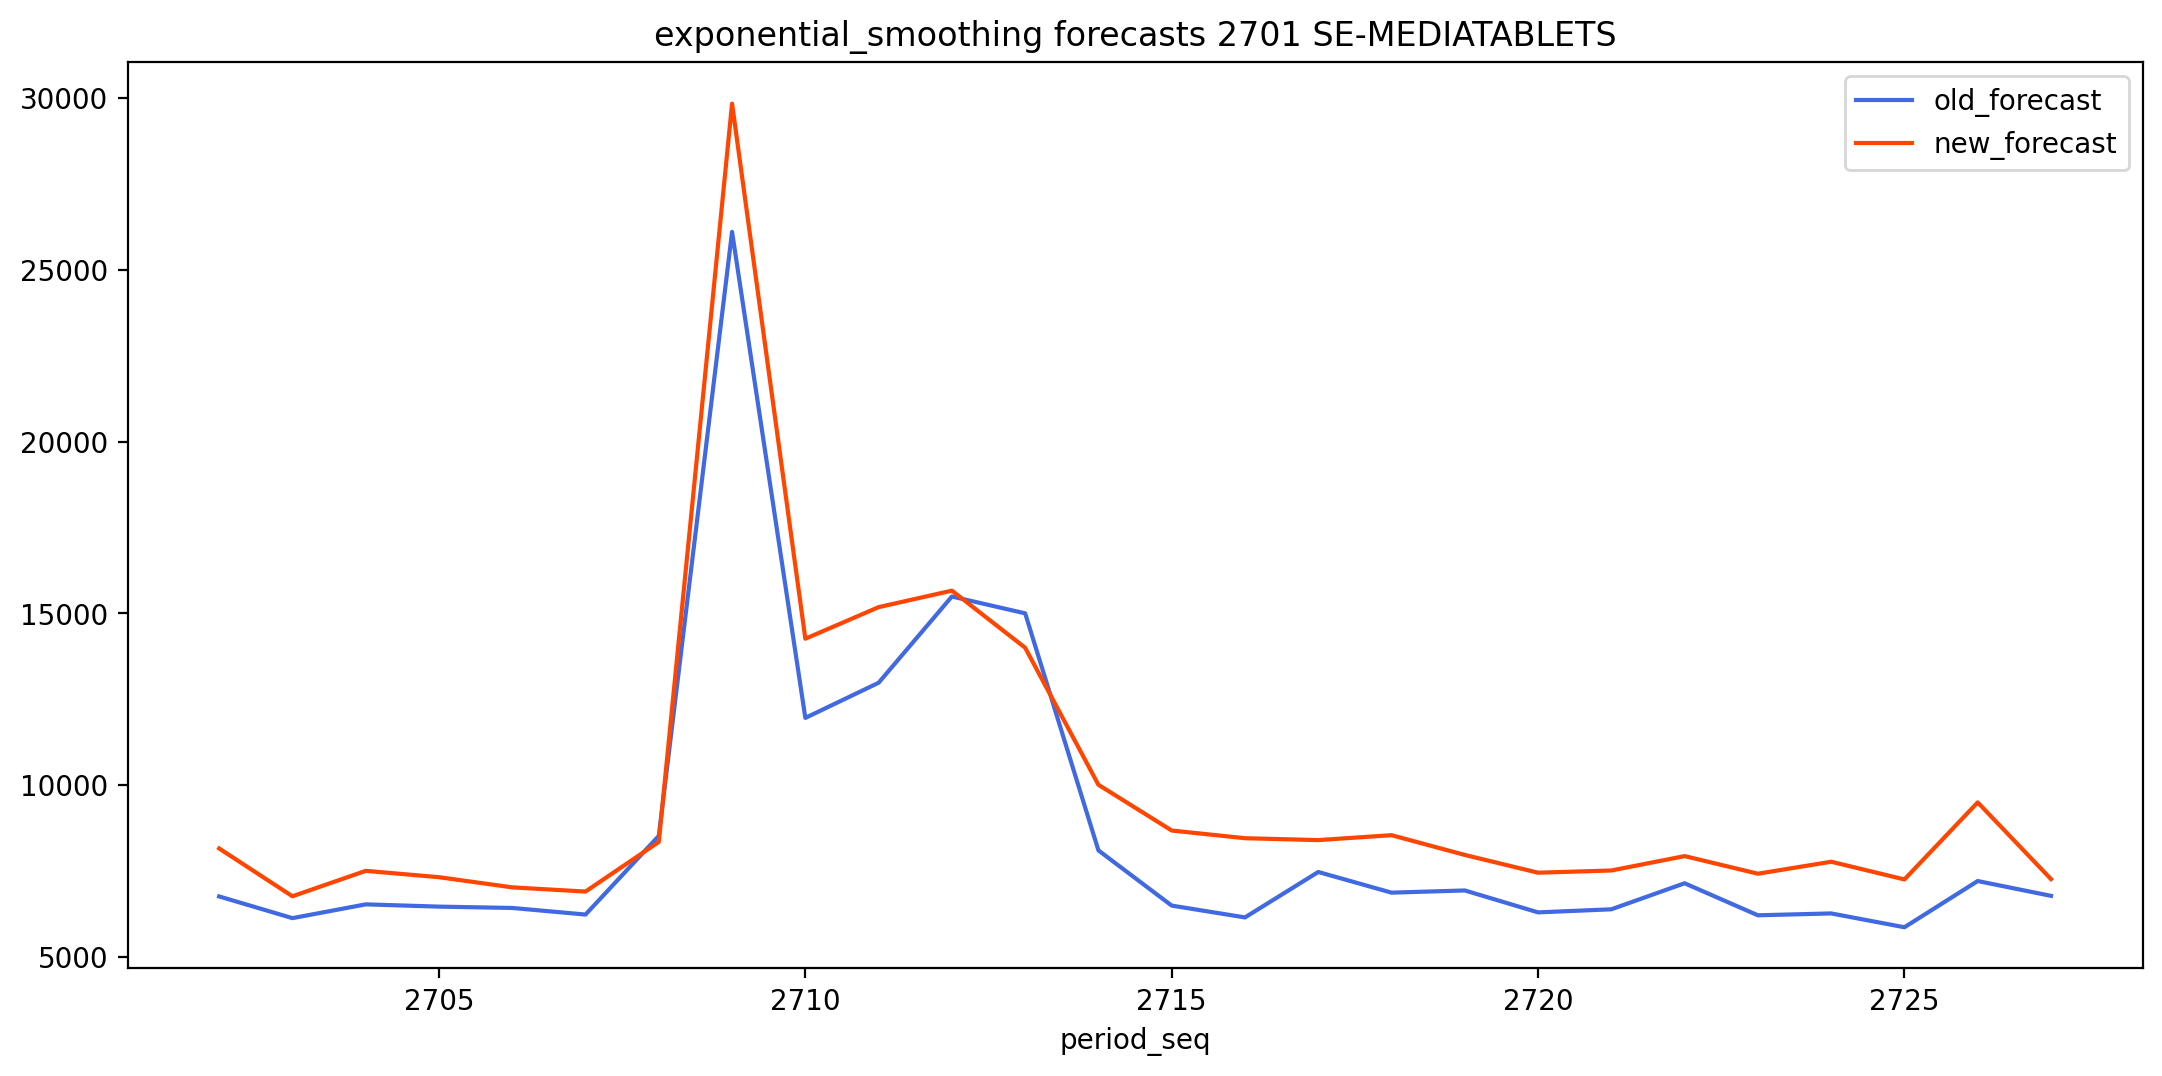 exponential_smoothing forecasts 2701 SE-MEDIATABLETS
old_forecast
new_forecast
30000
25000
20000
15000
10000
5000
2705 2710 2715 2720 2725
period_seq